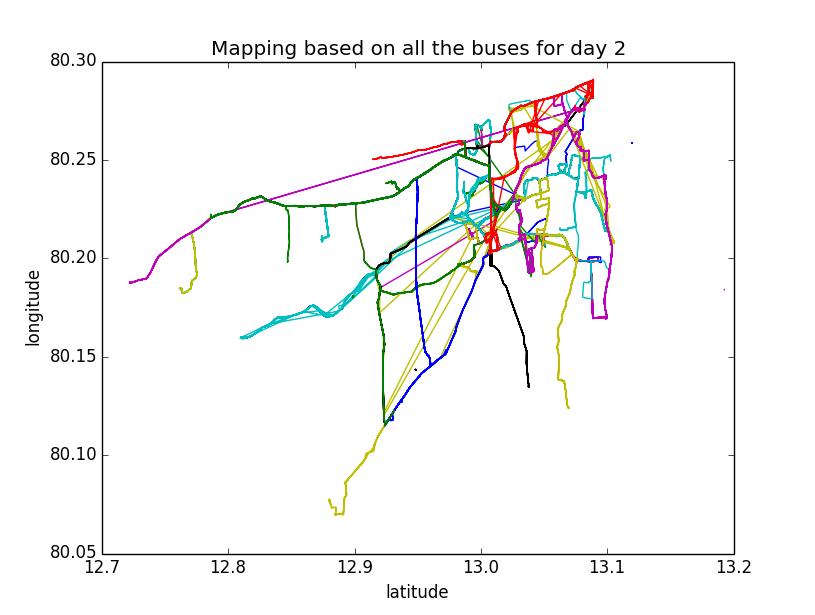 Mapping based on all the buses for day 2
80.30
80.25
80.20
80.15
80.10
80.05
longitude
12.7 12.8 12.9 13.0 13.1 13.2
latitude